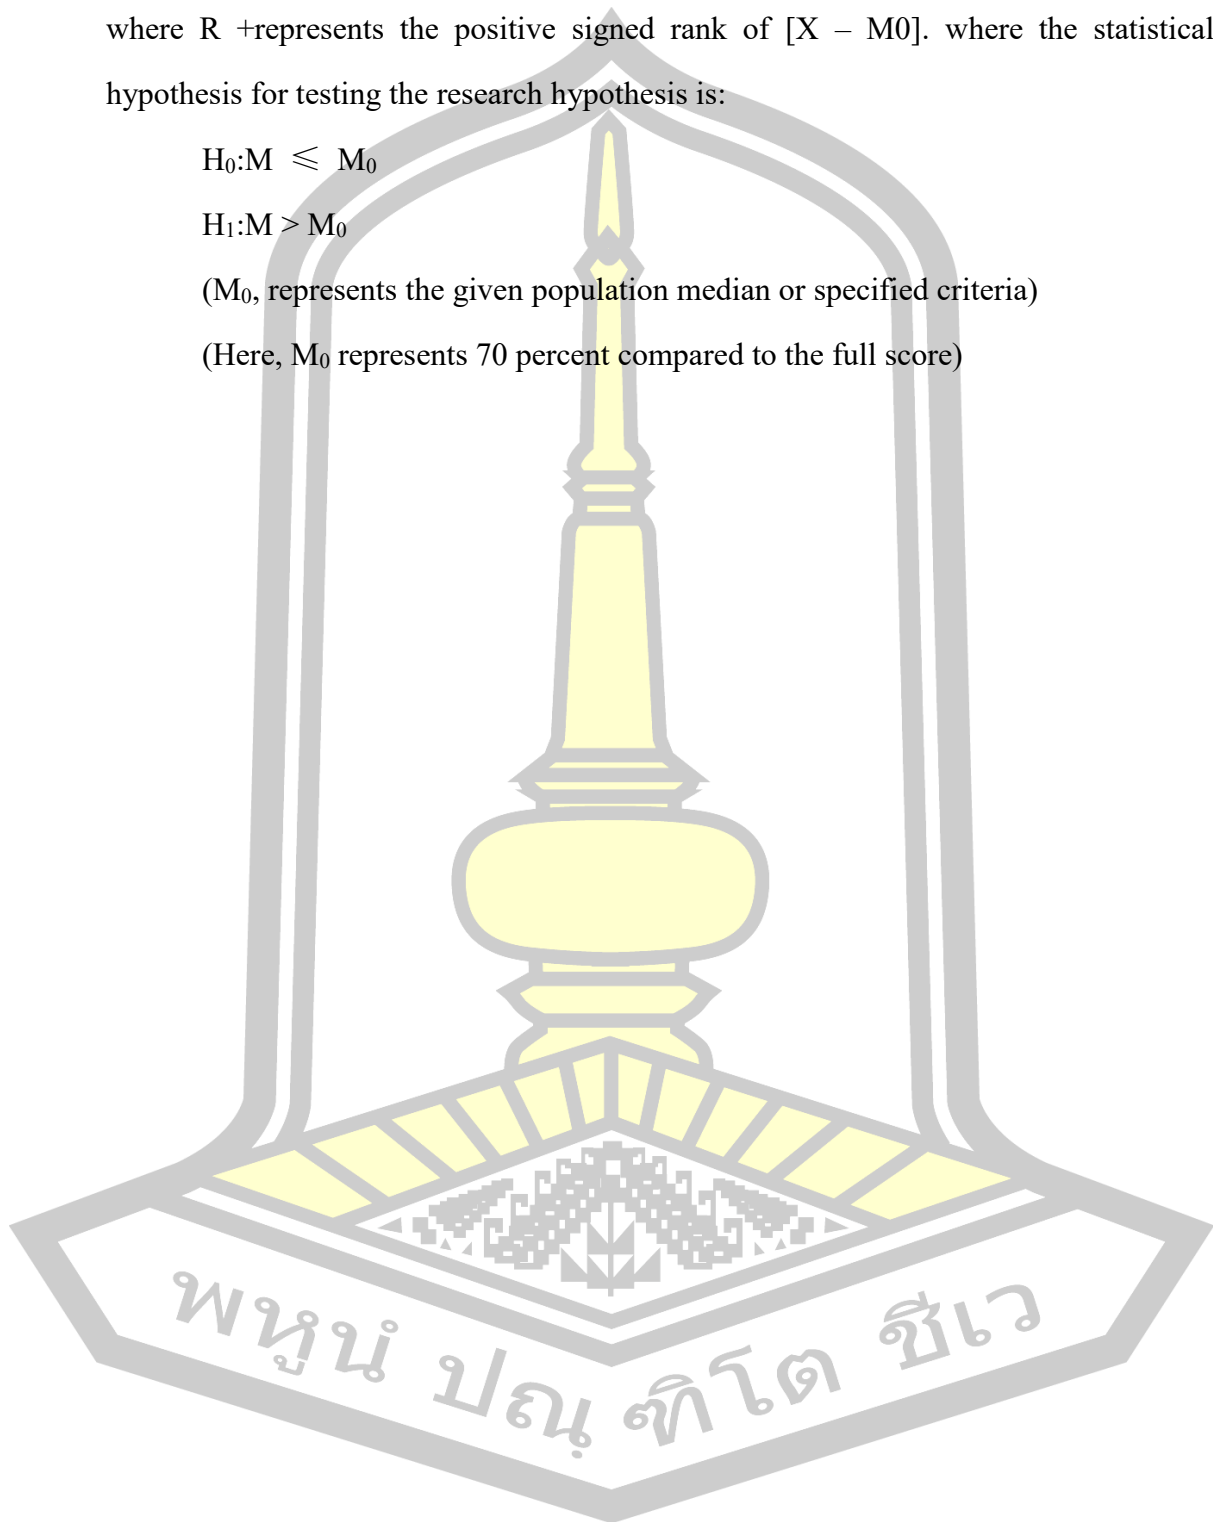 where R +represents the positive signed rank of [X – M0]. where the statistical
hypothesis for testing the research hypothesis is:
H₀:M ⩽ M₀
H₁:M > M₀
(M₀, represents the given population median or specified criteria)
(Here, M₀ represents 70 percent compared to the full score)
พหูนํ ปณฺฑิโต ชีเว